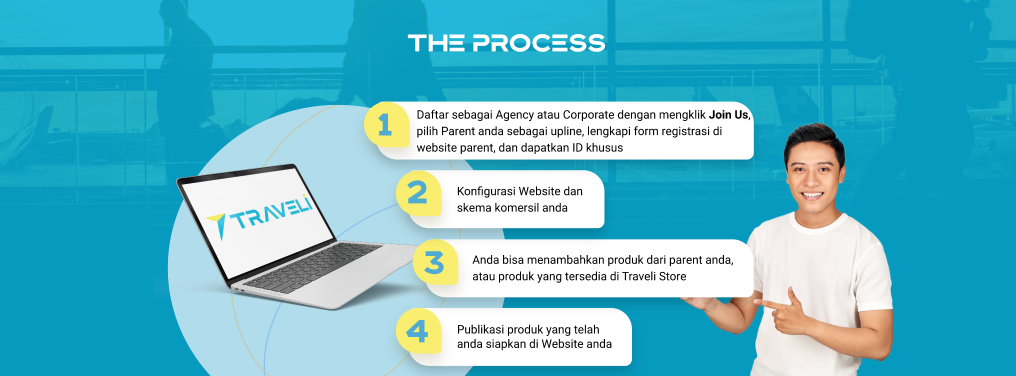 THE PROCESS
1
Daftar sebagai Agency atau Corporate dengan mengklik Join Us,
pilih Parent anda sebagai upline, lengkapi form registrasi di
website parent, dan dapatkan ID khusus
TRAVELI
2
Konfigurasi Website dan
skema komersil anda
3
Anda bisa menambahkan produk dari parent anda,
atau produk yang tersedia di Traveli Store
4
Publikasi produk yang telah
anda siapkan di Website anda